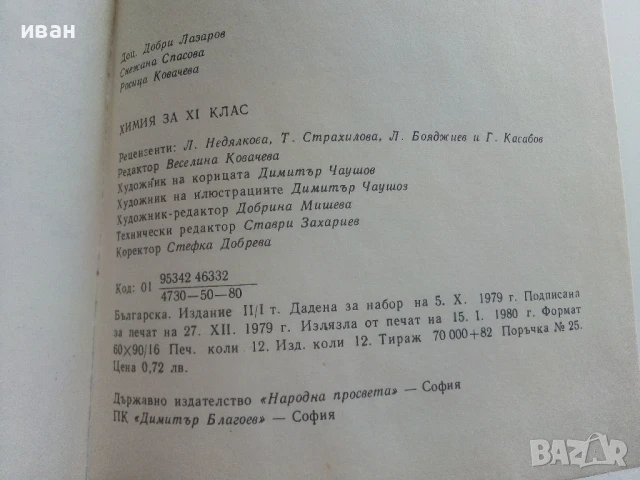 иван
Доц. Добри Лазаров
Снежана Спасова
Росица Ковачева
ХИМИЯ ЗА XI КЛАС
Рецензенти: Л. Недялкова, Т. Страхилова, Л. Бояджиев и Г. Касабов
Редактор Веселина Ковачева
Художник на корицата Димитър Чаушов
Художник на илюстрациите Димитър Чаушоз
Художник-редактор Добрина Мишева
Технически редактор Ставри Захариев
Коректор Стефка Добрева
Код: 01 95342 46332
4730—50—80
Българска. Издание II/I т. Дадена за набор на 5. X. 1979 г. Подписана
за печат на 27. XII. 1979 г. Излязла от печат на 15. I. 1980 г. Формат
60×90/16 Печ. коли 12. Изд. коли 12. Тираж 70 000+82 Поръчка № 25.
Цена 0,72 лв.
Държавно издателство «Народна просвета» — София
ПК «Димитър Благоев» — София
BAZAR